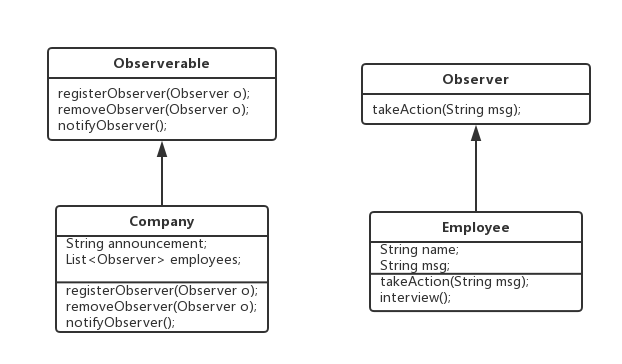 Observerable
registerObserver(Observer o);
removeObserver(Observer o);
notifyObserver();
Observer
takeAction(String msg);
Company
String announcement;
List<Observer> employees;
registerObserver(Observer o);
removeObserver(Observer o);
notifyObserver();
Employee
String name;
String msg;
takeAction(String msg);
interview();